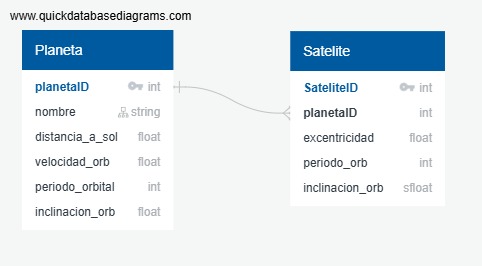 www.quickdatabasediagrams.com
Planeta
planetaID int
nombre string
distancia_a_sol float
velocidad_orb float
periodo_orbital int
inclinacion_orb float
Satelite
SateliteID int
planetaID int
excentricidad float
periodo_orb int
inclinacion_orb sfloat